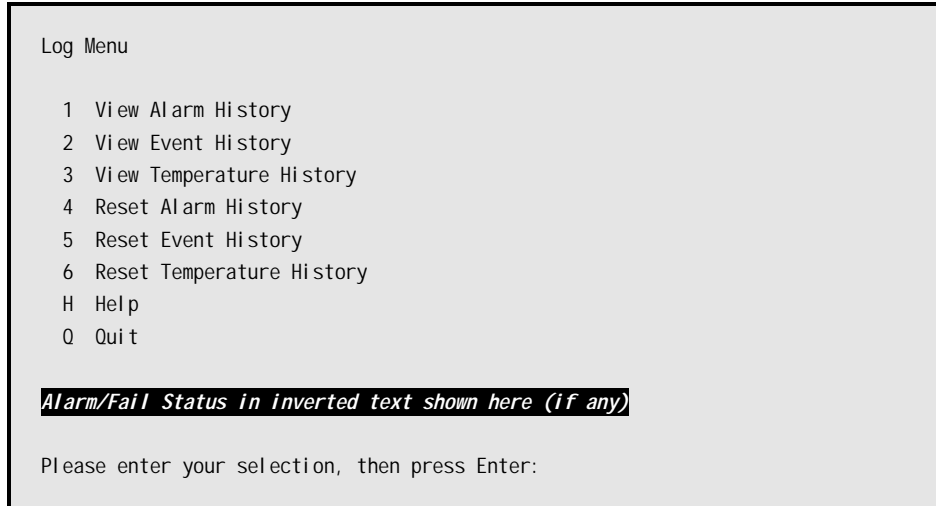 Log Menu
1 View Alarm History
2 View Event History
3 View Temperature History
4 Reset Alarm History
5 Reset Event History
6 Reset Temperature History
H Help
Q Quit
Alarm/Fail Status in inverted text shown here (if any)
Please enter your selection, then press Enter: